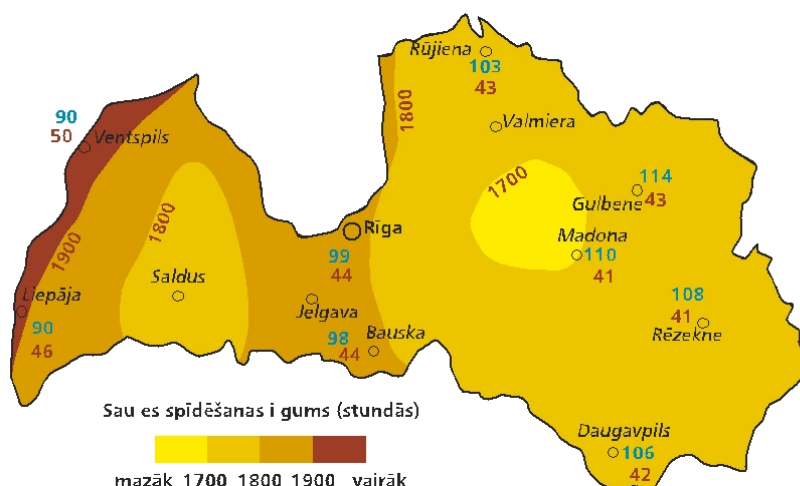 Rūjiena
103
43
1800
Valmiera
90
50
Ventspils
1700
114
Gulbene
43
1800
1900
Rīga
Madona
110
41
99
44
Saldus
Liepāja
Jelgava
108
41
Rēzekne
90
46
98
44
Bauska
Sau es spīdēšanas i gums (stundās)
Daugavpils
106
42
mazāk 1700 1800 1900 vairāk